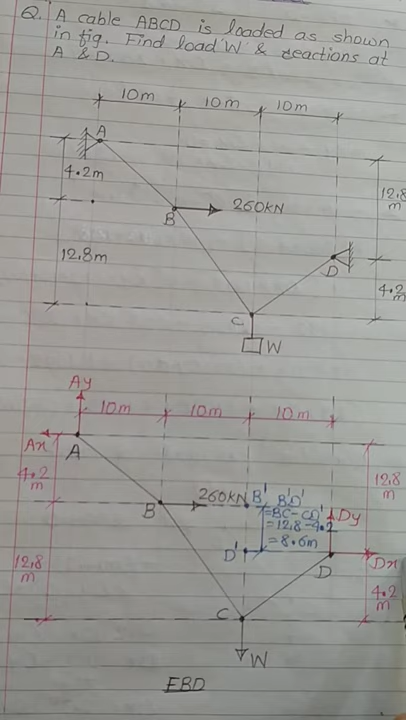 Q. A cable ABCD is loaded as shown
in fig. Find load W & reactions at
A & D.
10m 10m 10m
A
4.2m
12.8
m
B 260KN
12.8m
D
4.2
m
C
W
Ay
10m 10m 10m
Ax
A
4.2
m
12.8
m
B 260KN B' B'D'
=BC-CD'
=12.8-4.2
=8.6m
Dy
D'
Dx
D
12.8
m
4.2
m
C
W
FBD